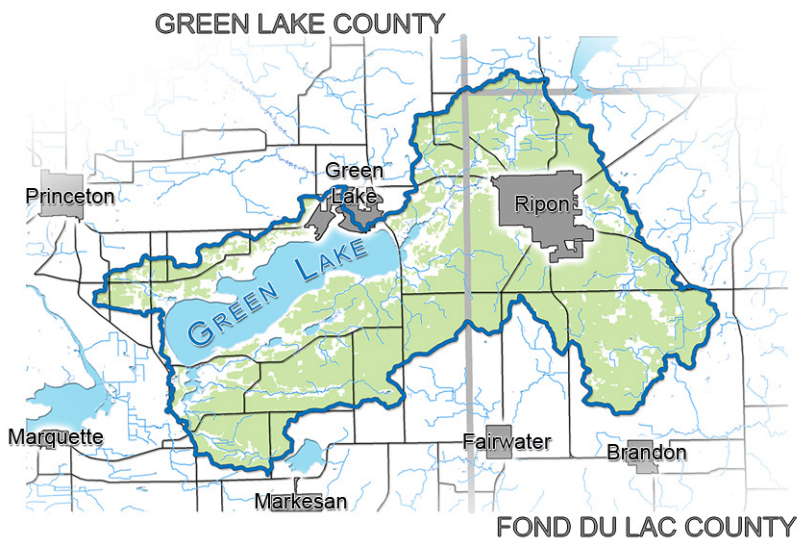 GREEN LAKE COUNTY
Green
Lake
Princeton
Ripon
GREEN LAKE
Marquette
Fairwater
Brandon
Markesan
FOND DU LAC COUNTY